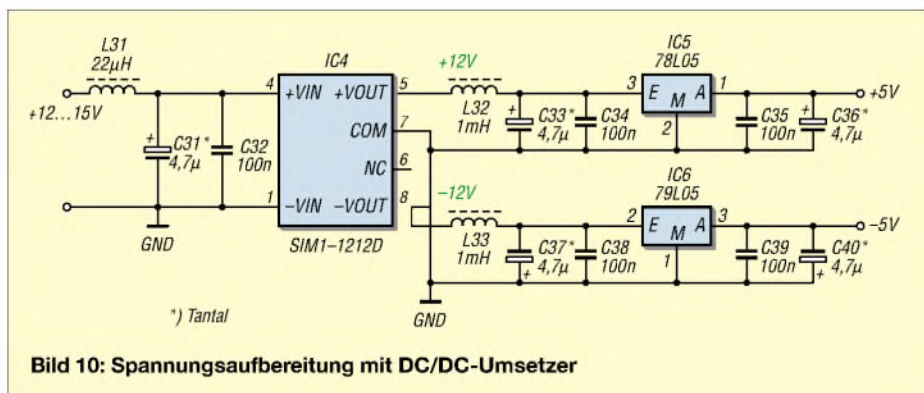 L31
22µH
+12...15V
+
C31*
4,7µ
C32
100n
GND
IC4
4
+VIN
+VOUT
5
COM
7
NC
6
1
–VIN
–VOUT
8
SIM1–1212D
+12V
L32
1mH
+
C33*
4,7µ
C34
100n
IC5
78L05
3
E
M
A
1
2
C35
100n
+
C36*
4,7µ
+5V
–12V
L33
1mH
C37*
4,7µ
+
C38
100n
IC6
79L05
2
E
M
A
3
1
C39
100n
C40*
4,7µ
+
–5V
GND
*) Tantal
Bild 10: Spannungsaufbereitung mit DC/DC-Umsetzer